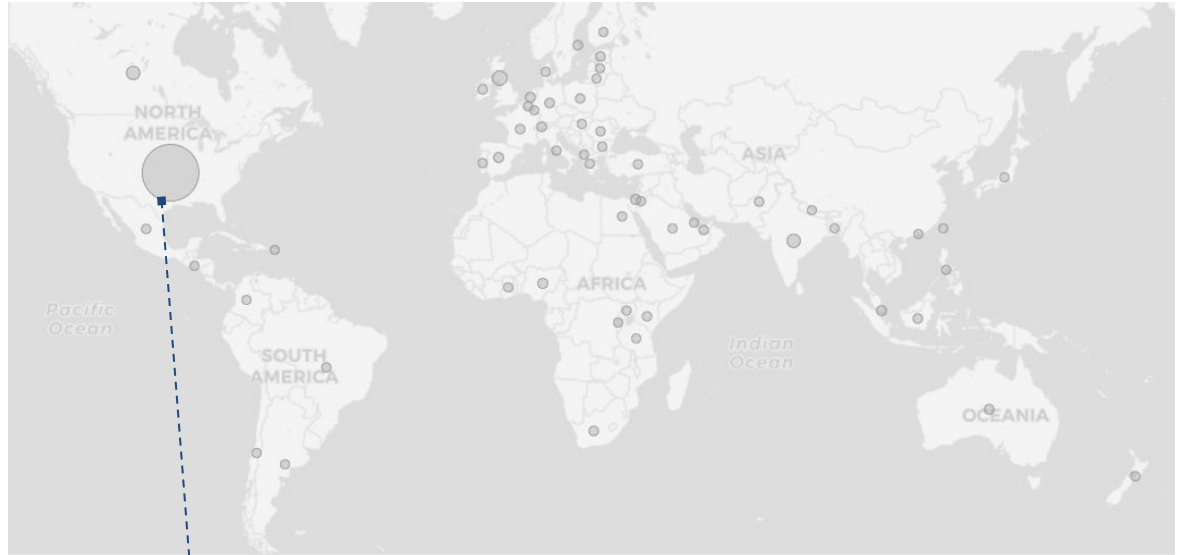 NORTH
AMERICA
ASIA
AFRICA
Pacific
Ocean
Indian
Ocean
SOUTH
AMERICA
OCEANIA